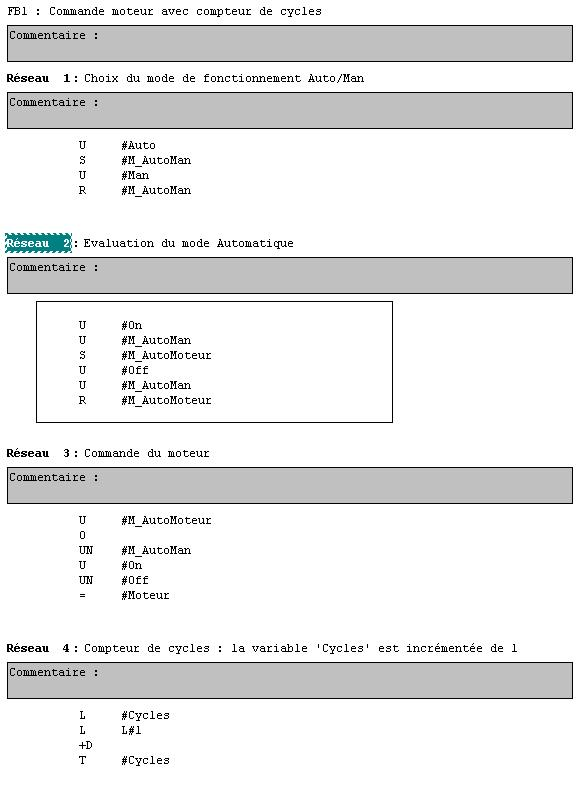 FB1 : Commande moteur avec compteur de cycles
Commentaire :
Réseau 1 : Choix du mode de fonctionnement Auto/Man
Commentaire :
U #Auto
S #M_AutoMan
U #Man
R #M_AutoMan
Réseau 2 : Evaluation du mode Automatique
Commentaire :
U #On
U #M_AutoMan
S #M_AutoMoteur
U #Off
U #M_AutoMan
R #M_AutoMoteur
Réseau 3 : Commande du moteur
Commentaire :
U #M_AutoMoteur
O
UN #M_AutoMan
U #On
UN #Off
= #Moteur
Réseau 4 : Compteur de cycles : la variable 'Cycles' est incrémentée de 1
Commentaire :
L #Cycles
L L#1
+D
T #Cycles